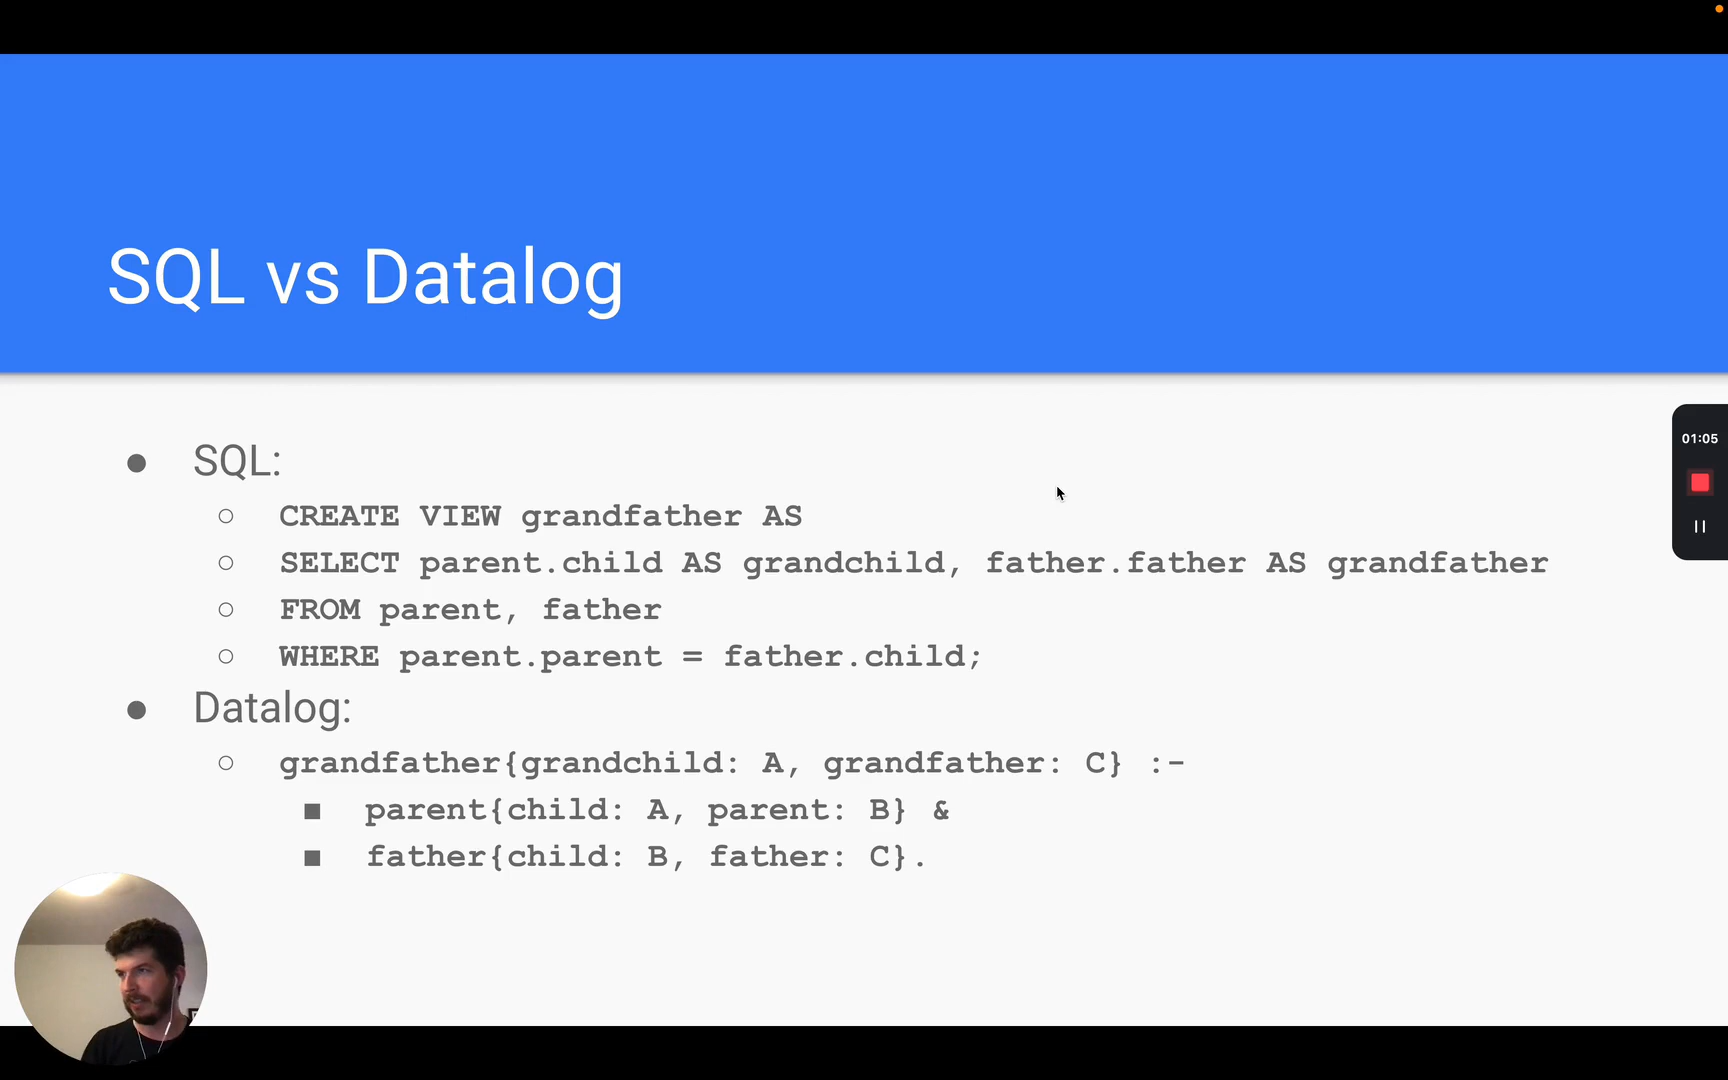 SQL vs Datalog
SQL:
CREATE VIEW grandfather AS
SELECT parent.child AS grandchild, father.father AS grandfather
FROM parent, father
WHERE parent.parent = father.child;
Datalog:
grandfather{grandchild: A, grandfather: C} :-
parent{child: A, parent: B} &
father{child: B, father: C}.
01:05